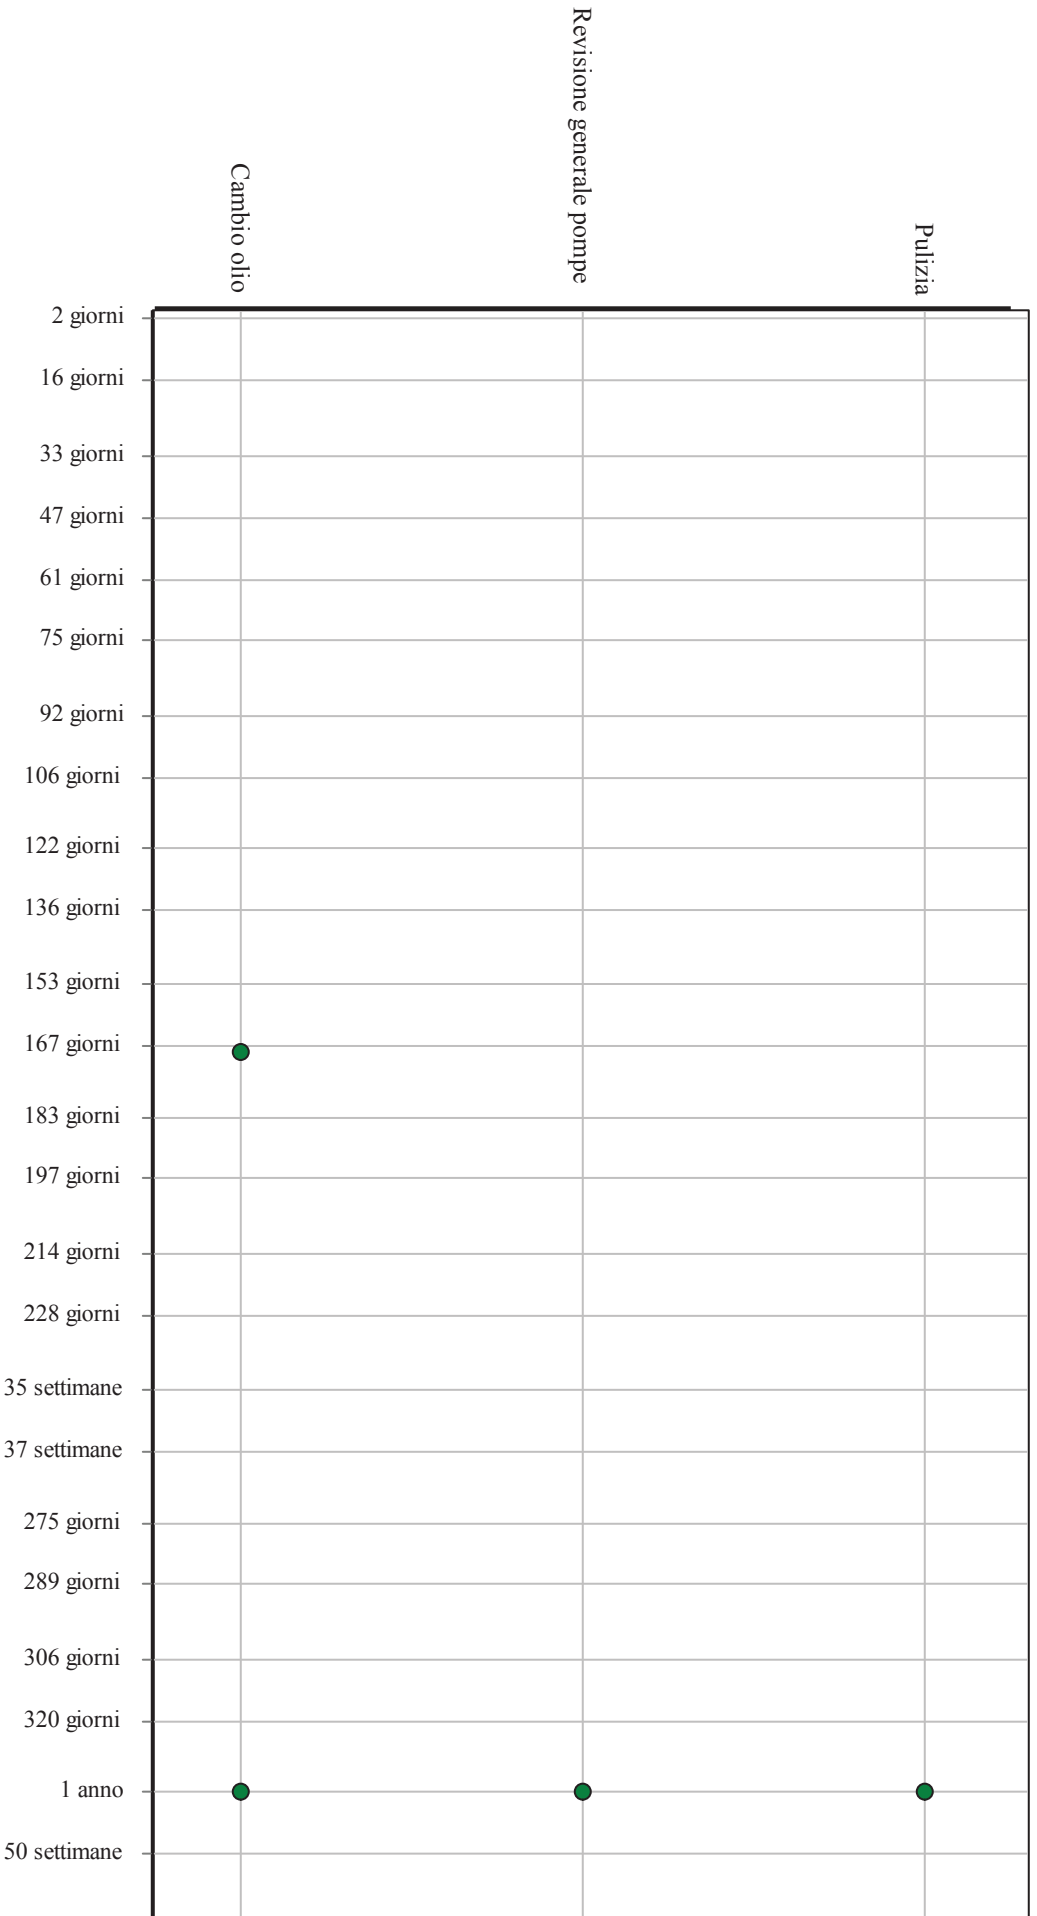 Cambio olio
Revisione generale pompe
Pulizia
2 giorni
16 giorni
33 giorni
47 giorni
61 giorni
75 giorni
92 giorni
106 giorni
122 giorni
136 giorni
153 giorni
167 giorni
183 giorni
197 giorni
214 giorni
228 giorni
35 settimane
37 settimane
275 giorni
289 giorni
306 giorni
320 giorni
1 anno
50 settimane